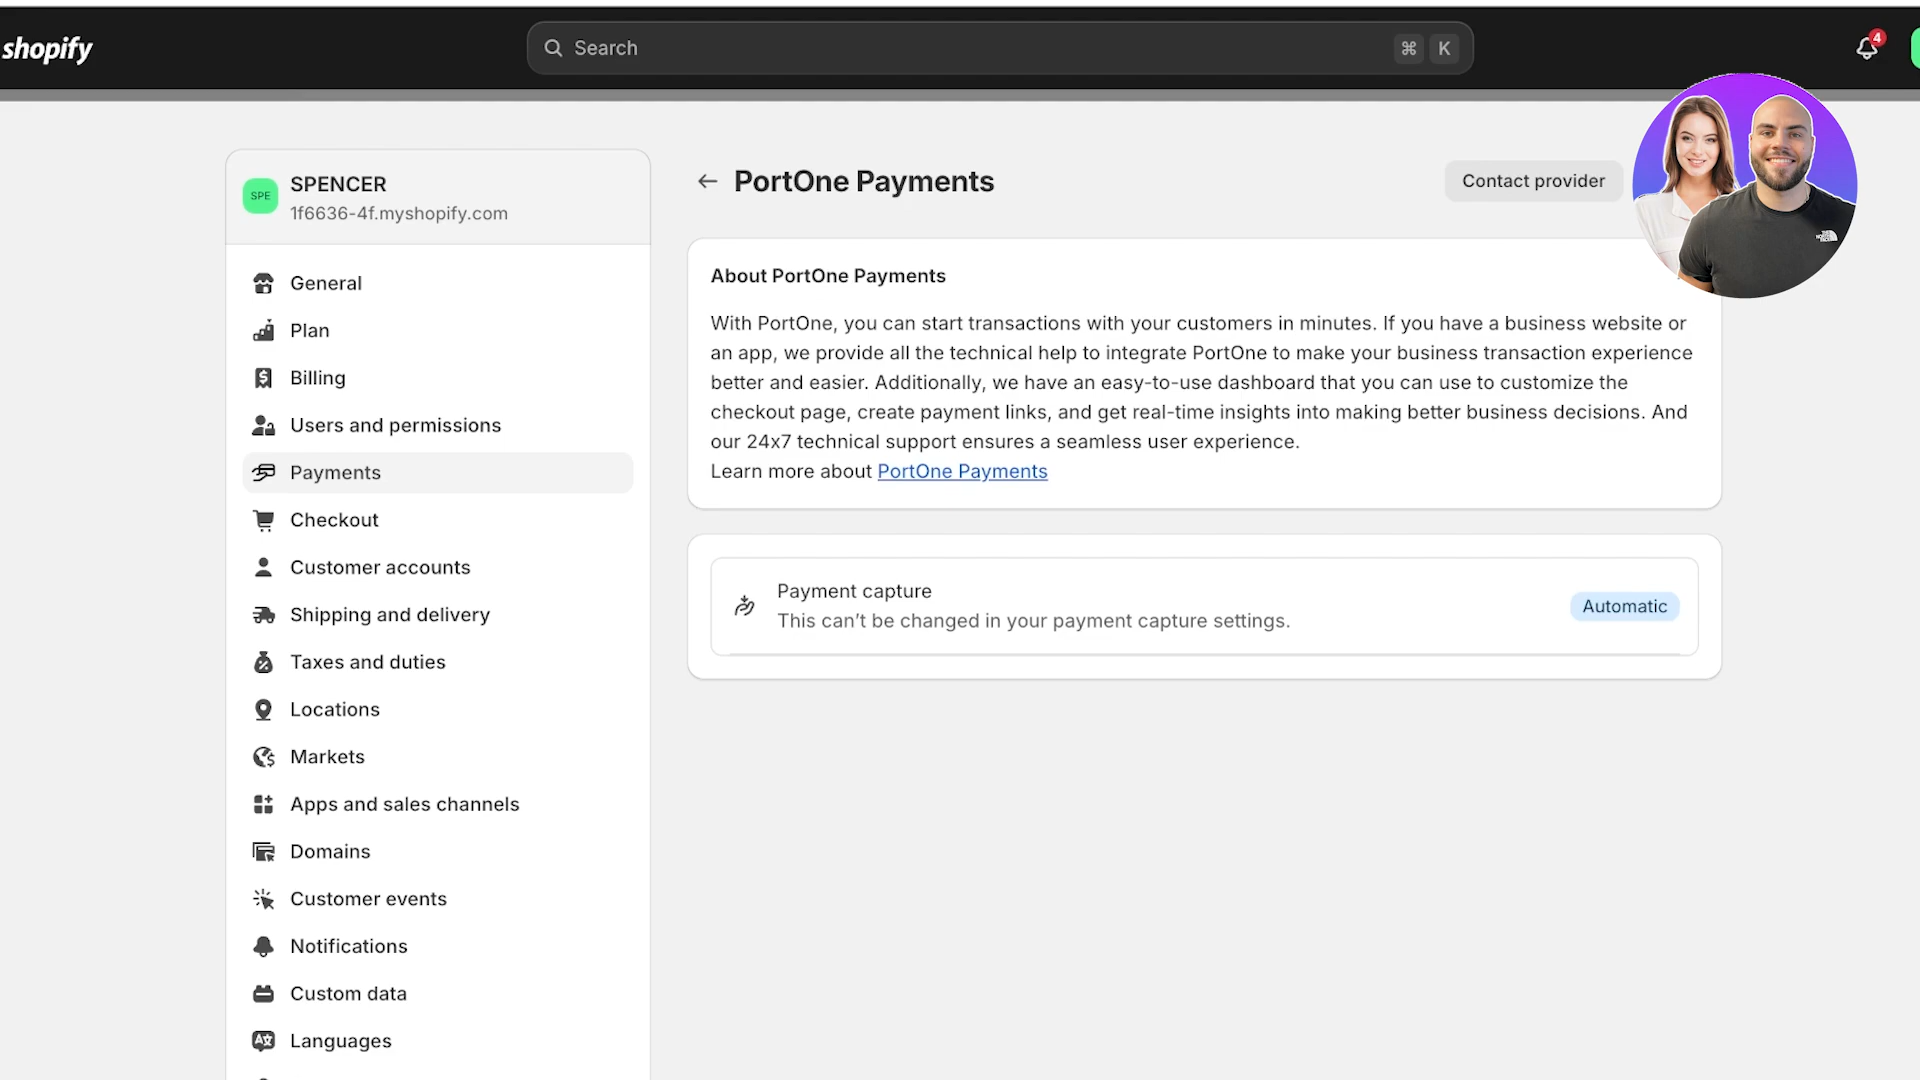 shopify
Search
⌘ K
4
SPE
SPENCER
1f6636-4f.myshopify.com
General
Plan
Billing
Users and permissions
Payments
Checkout
Customer accounts
Shipping and delivery
Taxes and duties
Locations
Markets
Apps and sales channels
Domains
Customer events
Notifications
Custom data
Languages
PortOne Payments
Contact provider
THE NORTH FACE
About PortOne Payments
With PortOne, you can start transactions with your customers in minutes. If you have a business website or
an app, we provide all the technical help to integrate PortOne to make your business transaction experience
better and easier. Additionally, we have an easy-to-use dashboard that you can use to customize the
checkout page, create payment links, and get real-time insights into making better business decisions. And
our 24x7 technical support ensures a seamless user experience.
Learn more about PortOne Payments
Payment capture
This can’t be changed in your payment capture settings.
Automatic